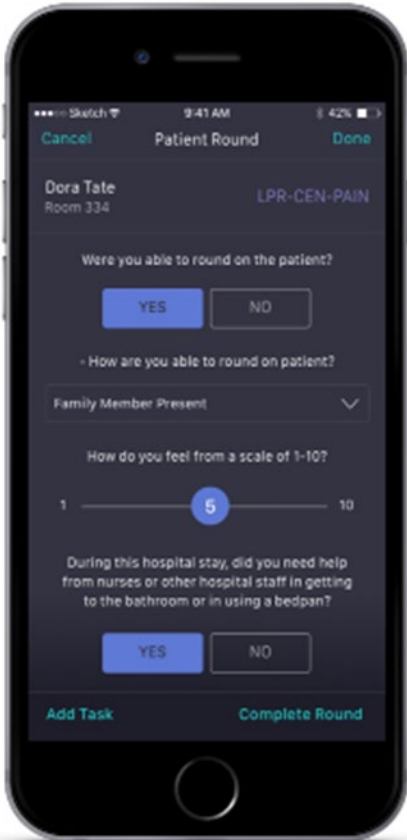 Sketch 9:41 AM 42%
Cancel Patient Round Done
Dora Tate
Room 334
LPR-CEN-PAIN
Were you able to round on the patient?
YES NO
- How are you able to round on patient?
Family Member Present
How do you feel from a scale of 1-10?
1 5 10
During this hospital stay, did you need help
from nurses or other hospital staff in getting
to the bathroom or in using a bedpan?
YES NO
Add Task Complete Round